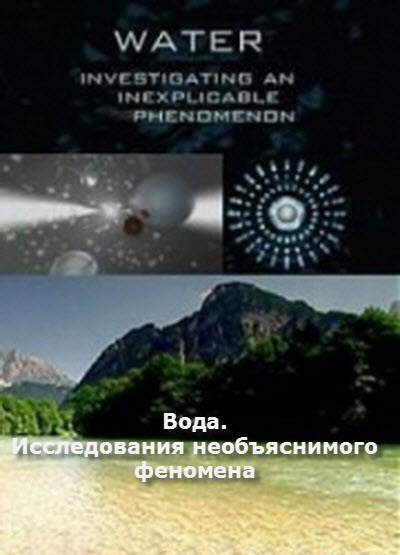 WATER
INVESTIGATING AN
INEXPLICABLE
PHENOMENON
Вода.
Исследования необъяснимого
феномена